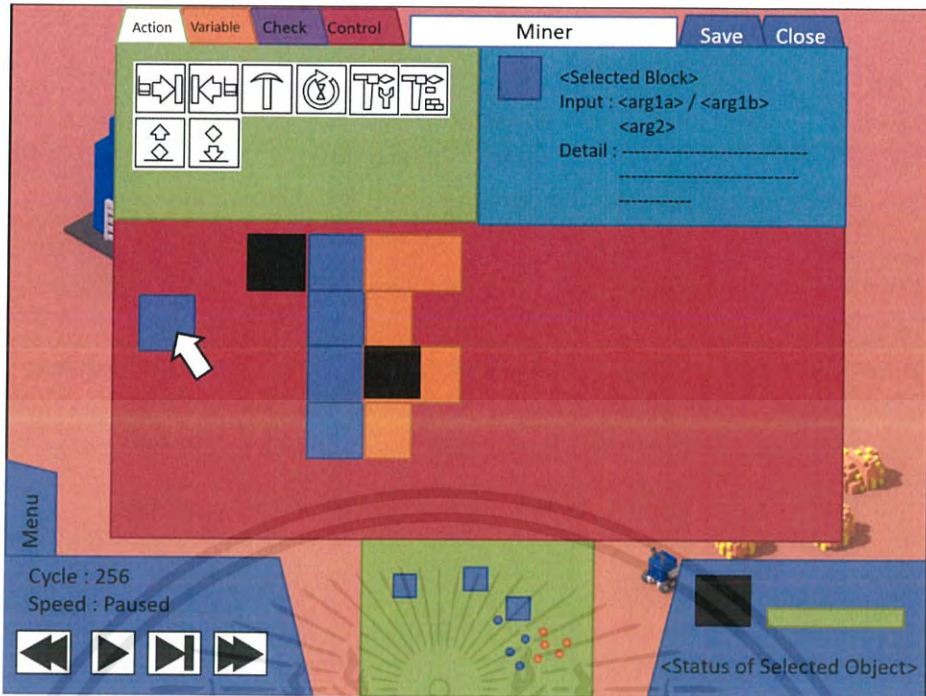 Action Variable Check Control
Miner
Save Close
<Selected Block>
Input : <arg1a> / <arg1b>
<arg2>
Detail : ----------------------------
---------------------------
-----------
Menu
Cycle : 256
Speed : Paused
<Status of Selected Object>